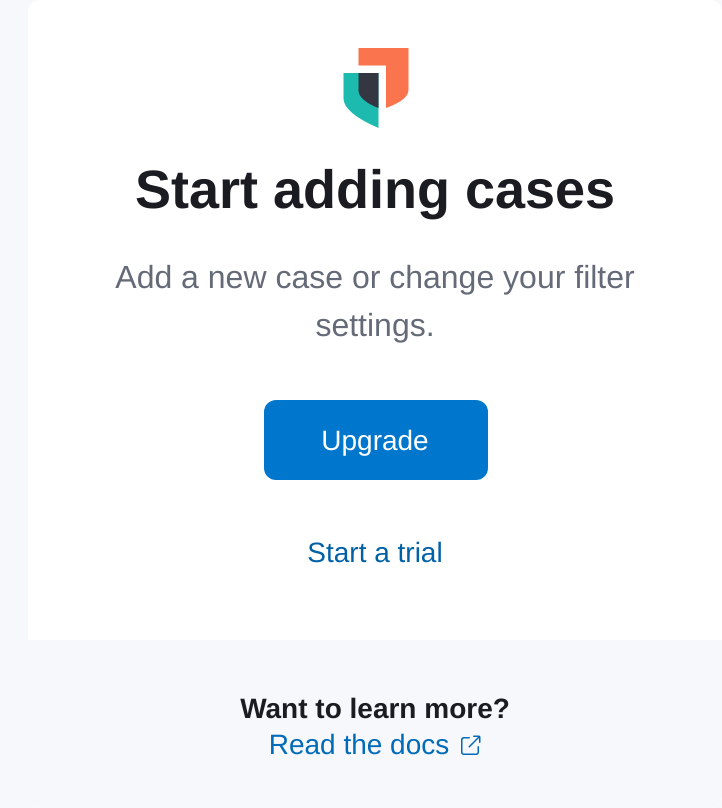 Start adding cases
Add a new case or change your filter
settings.
Upgrade
Start a trial
Want to learn more?
Read the docs